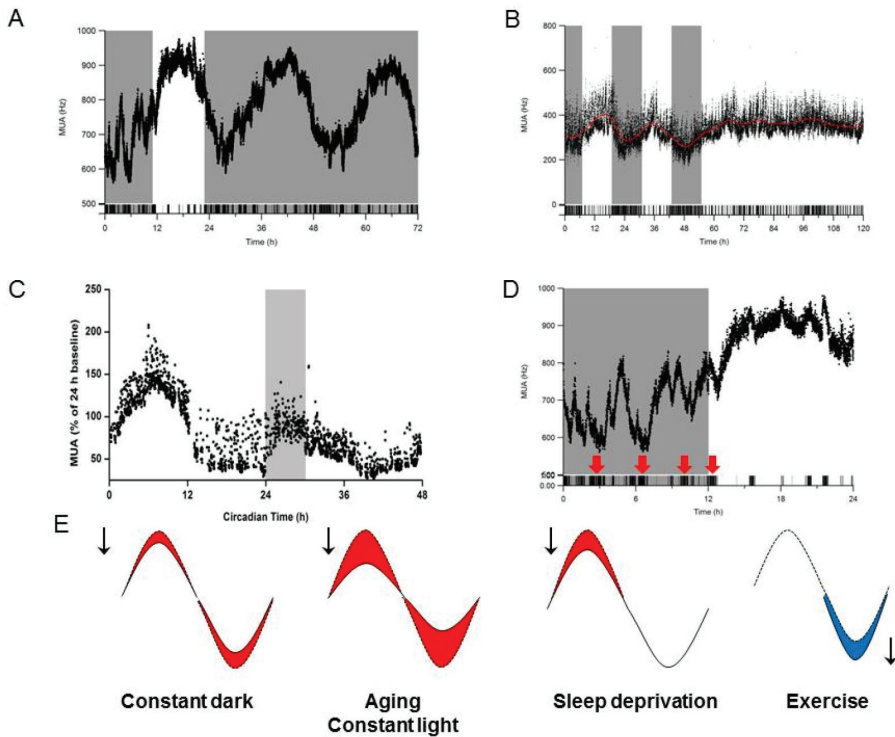 A
MUA (Hz)
1000
900
800
700
600
500
0 12 24 36 48 60 72
Time (h)
B
MUA (Hz)
800
600
400
200
0
0 12 24 36 48 60 72 84 96 108 120
Time (h)
C
MUA (% of 24 h baseline)
250
200
150
100
50
0 12 24 36 48
Circadian Time (h)
D
MUA (Hz)
1000
900
800
700
600
0.00
0 6 12 18 24
Time (h)
E
Constant dark
Aging
Constant light
Sleep deprivation
Exercise